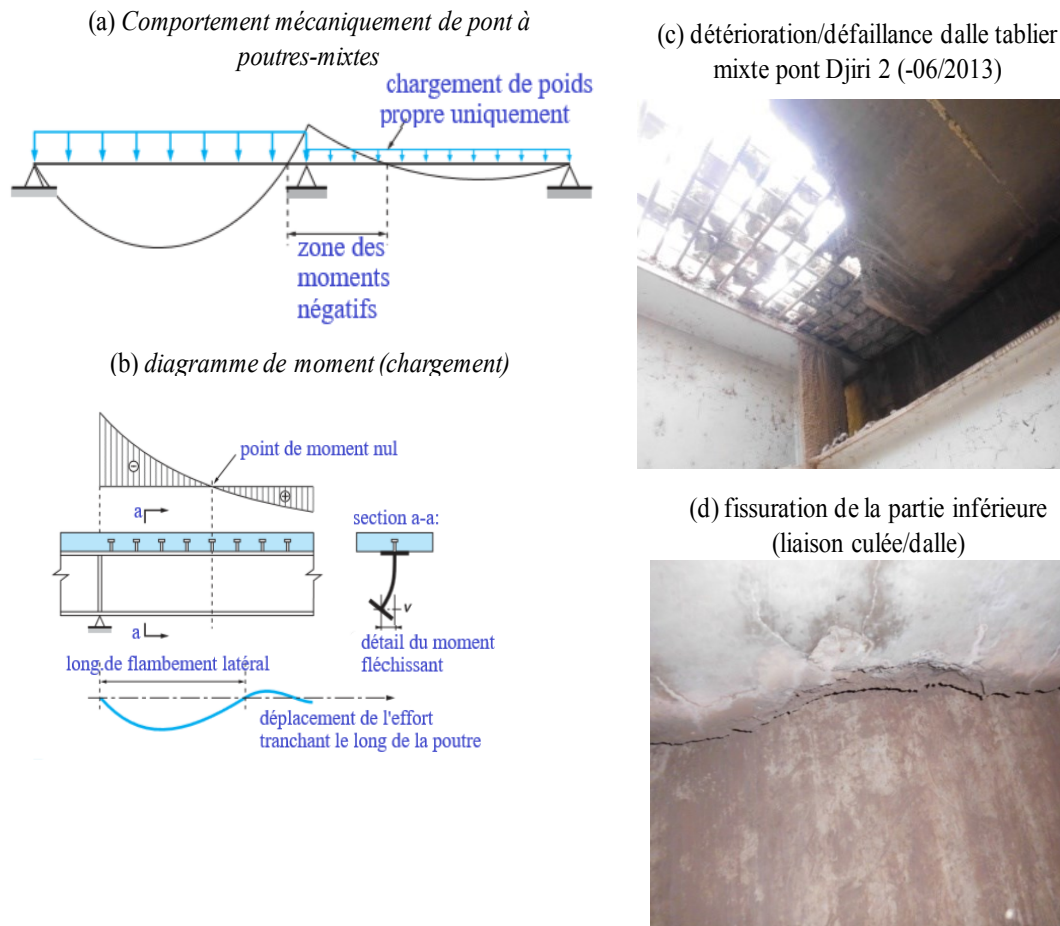 (a) Comportement mécaniquement de pont à
poutres-mixtes
chargement de poids
propre uniquement
zone des
moments
négatifs
(b) diagramme de moment (chargement)
point de moment nul
⊖
⊕
a
section a-a:
a
v
détail du moment
fléchissant
long de flambement latéral
déplacement de l'effort
tranchant le long de la poutre
(c) détérioration/défaillance dalle tablier
mixte pont Djiri 2 (-06/2013)
(d) fissuration de la partie inférieure
(liaison culée/dalle)